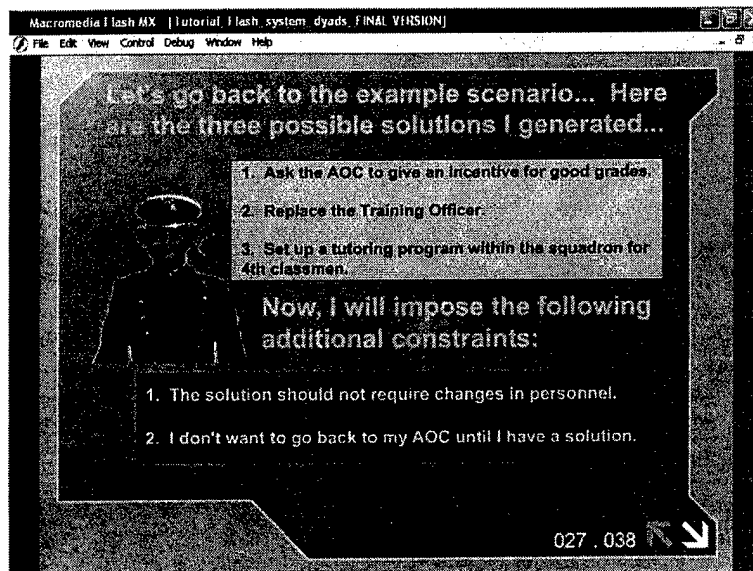 Macromedia Flash MX - [Tutorial_Flash_system_dyads_FINAL VERSION]
File Edit View Control Debug Window Help
Let's go back to the example scenario... Here
are the three possible solutions I generated...
1. Ask the AOC to give an incentive for good grades.
2. Replace the Training Officer.
3. Set up a tutoring program within the squadron for
4th classmen.
Now, I will impose the following
additional constraints:
1. The solution should not require changes in personnel.
2. I don't want to go back to my AOC until I have a solution.
027 . 038